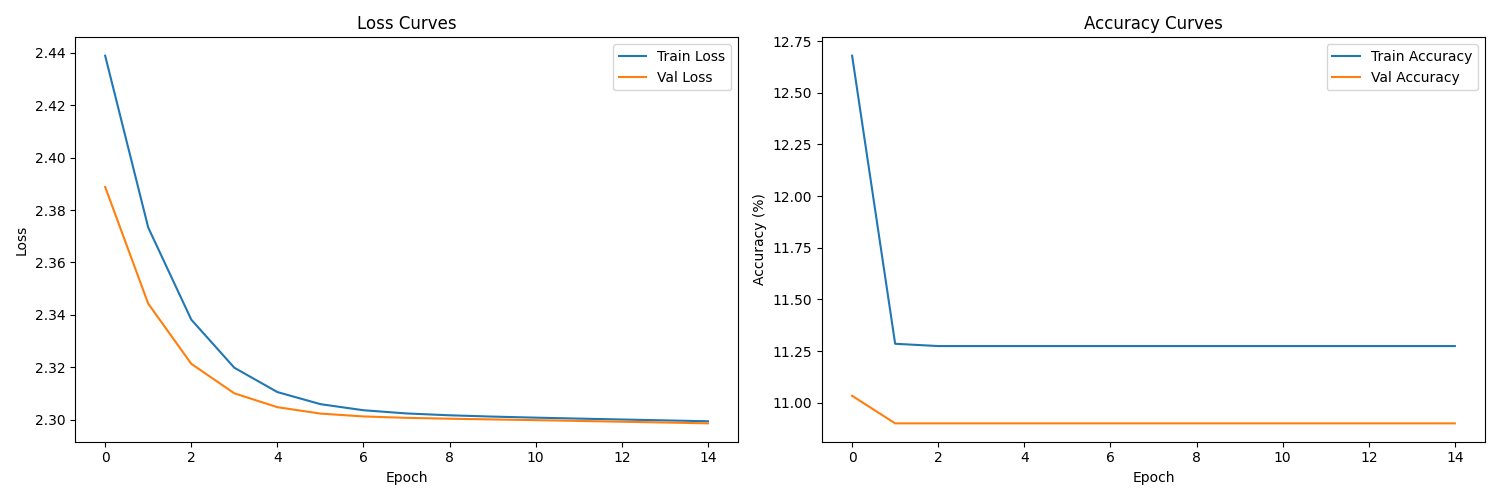 Loss Curves
2.44
2.42
2.40
2.38
2.36
2.34
2.32
2.30
Loss
0 2 4 6 8 10 12 14
Epoch
Train Loss
Val Loss
Accuracy Curves
12.75
12.50
12.25
12.00
11.75
11.50
11.25
11.00
Accuracy (%)
0 2 4 6 8 10 12 14
Epoch
Train Accuracy
Val Accuracy